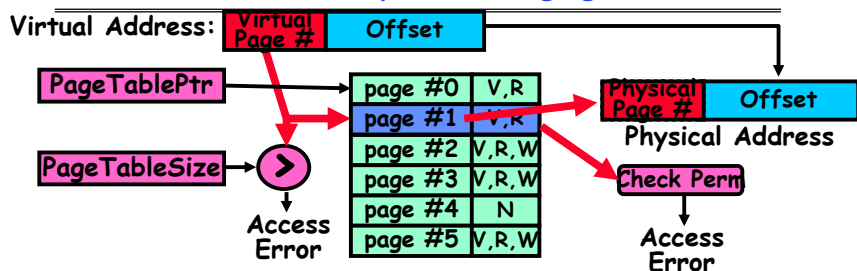 Virtual Address:
Virtual
Page #
Offset
PageTablePtr
page #0 V,R
page #1 V,R
page #2 V,R,W
page #3 V,R,W
page #4 N
page #5 V,R,W
PageTableSize
>
Access
Error
Physical
Page #
Offset
Physical Address
Check Perm
Access
Error